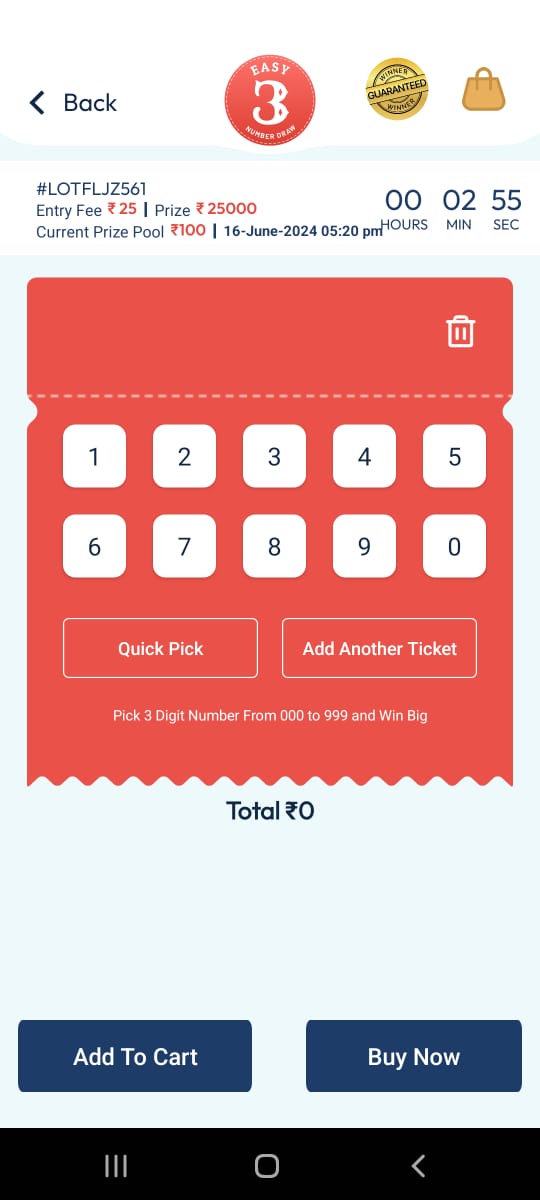 Back
EASY
3
NUMBER DRAW
WINNER
GUARANTEED
WINNER
#LOTFLJZ561
Entry Fee ₹ 25 | Prize ₹ 25000
Current Prize Pool ₹100 | 16-June-2024 05:20 pm
00 02 55
HOURS MIN SEC
1 2 3 4 5
6 7 8 9 0
Quick Pick Add Another Ticket
Pick 3 Digit Number From 000 to 999 and Win Big
Total ₹0
Add To Cart Buy Now